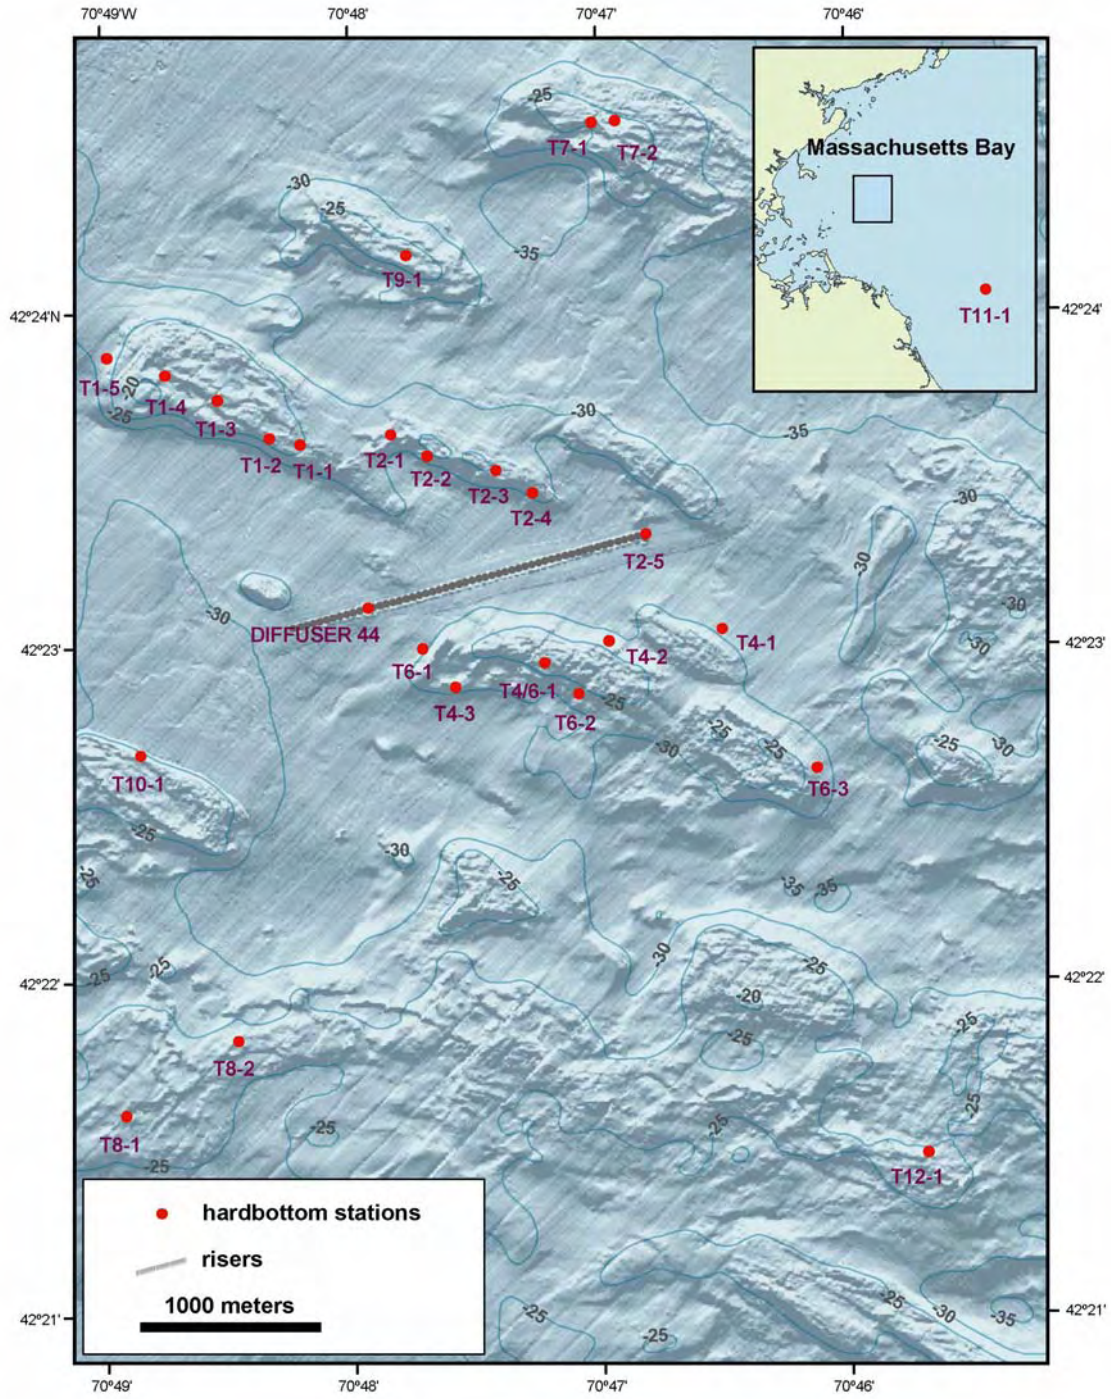 70°49'W 70°48' 70°47' 70°46'
-25
T7-1 T7-2
Massachusetts Bay
-30
-25
-35
T9-1
T11-1
42°24'N 42°24'
T1-5 -20
-25 T1-4
T1-3
T1-2 T1-1
-30
-35
T2-1
T2-2
T2-3
T2-4
-30
T2-5
-30
-30
-30
DIFFUSER 44
-30
42°23' 42°23'
T6-1 T4-2 T4-1
T4/6-1
T4-3 T6-2 -25
-25
-30 -25
-25 -30
T10-1
T6-3
-25
-30
-25
-25
-35 -35
-30
-25
-25 -25
42°22' 42°22'
-20
-25
-25
T8-2
-25
T8-1
-25
-25
-25
T12-1
hardbottom stations
risers
1000 meters
-25
-25
-25
-30
-35
42°21' 42°21'
70°49' 70°48' 70°47' 70°46'